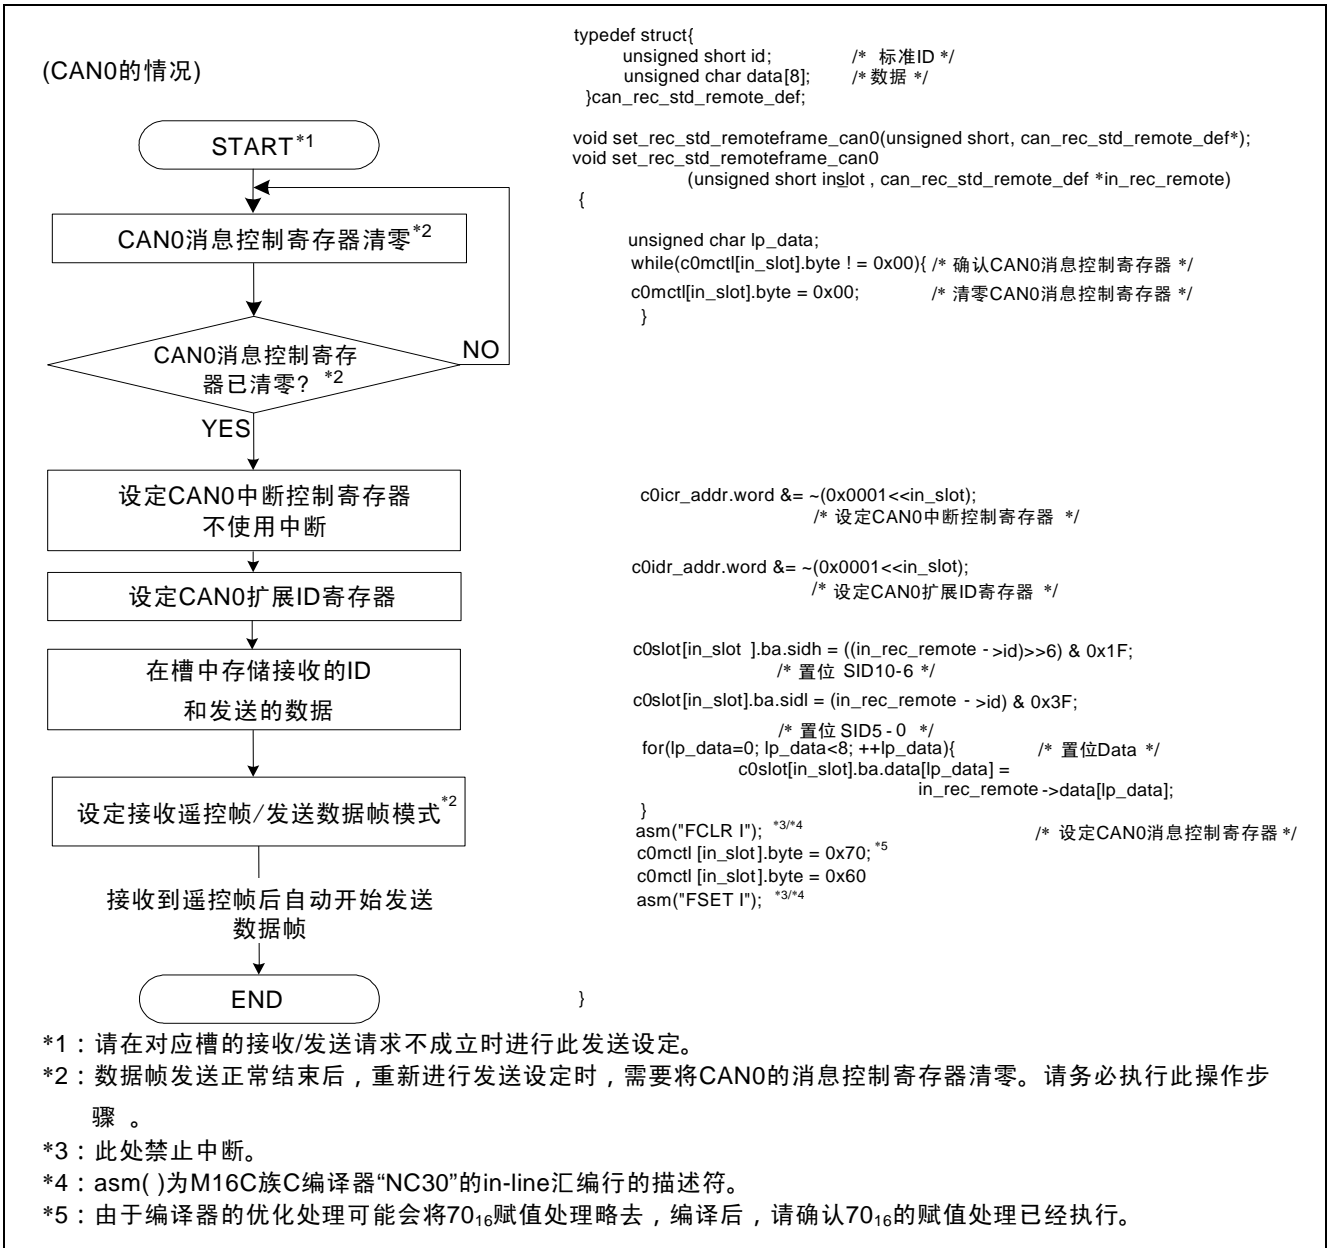 (CAN0的情况)
START*1
CAN0消息控制寄存器清零*2
CAN0消息控制寄存
器已清零? *2
NO
YES
设定CAN0中断控制寄存器
不使用中断
设定CAN0扩展ID寄存器
在槽中存储接收的ID
和发送的数据
设定接收遥控帧/发送数据帧模式*2
接收到遥控帧后自动开始发送
数据帧
END
typedef struct{
unsigned short id; /* 标准ID */
unsigned char data[8]; /* 数据 */
}can_rec_std_remote_def;
void set_rec_std_remoteframe_can0(unsigned short, can_rec_std_remote_def*);
void set_rec_std_remoteframe_can0
(unsigned short in_slot , can_rec_std_remote_def *in_rec_remote)
{
unsigned char lp_data;
while(c0mctl[in_slot].byte ! = 0x00){ /* 确认CAN0消息控制寄存器 */
c0mctl[in_slot].byte = 0x00; /* 清零CAN0消息控制寄存器 */
}
c0icr_addr.word &= ~(0x0001<<in_slot);
/* 设定CAN0中断控制寄存器 */
c0idr_addr.word &= ~(0x0001<<in_slot);
/* 设定CAN0扩展ID寄存器 */
c0slot[in_slot ].ba.sidh = ((in_rec_remote ->id)>>6) & 0x1F;
/* 置位 SID10-6 */
c0slot[in_slot].ba.sidl = (in_rec_remote - >id) & 0x3F;
/* 置位 SID5 - 0 */
for(lp_data=0; lp_data<8; ++lp_data){ /* 置位Data */
c0slot[in_slot].ba.data[lp_data] =
in_rec_remote ->data[lp_data];
}
asm("FCLR I"); *3/*4 /* 设定CAN0消息控制寄存器 */
c0mctl [in_slot].byte = 0x70; *5
c0mctl [in_slot].byte = 0x60
asm("FSET I"); *3/*4
}
*1：请在对应槽的接收/发送请求不成立时进行此发送设定。
*2：数据帧发送正常结束后，重新进行发送设定时，需要将CAN0的消息控制寄存器清零。请务必执行此操作步
骤 。
*3：此处禁止中断。
*4：asm( )为M16C族C编译器“NC30”的in-line汇编行的描述符。
*5：由于编译器的优化处理可能会将70₁₆赋值处理略去，编译后，请确认70₁₆的赋值处理已经执行。